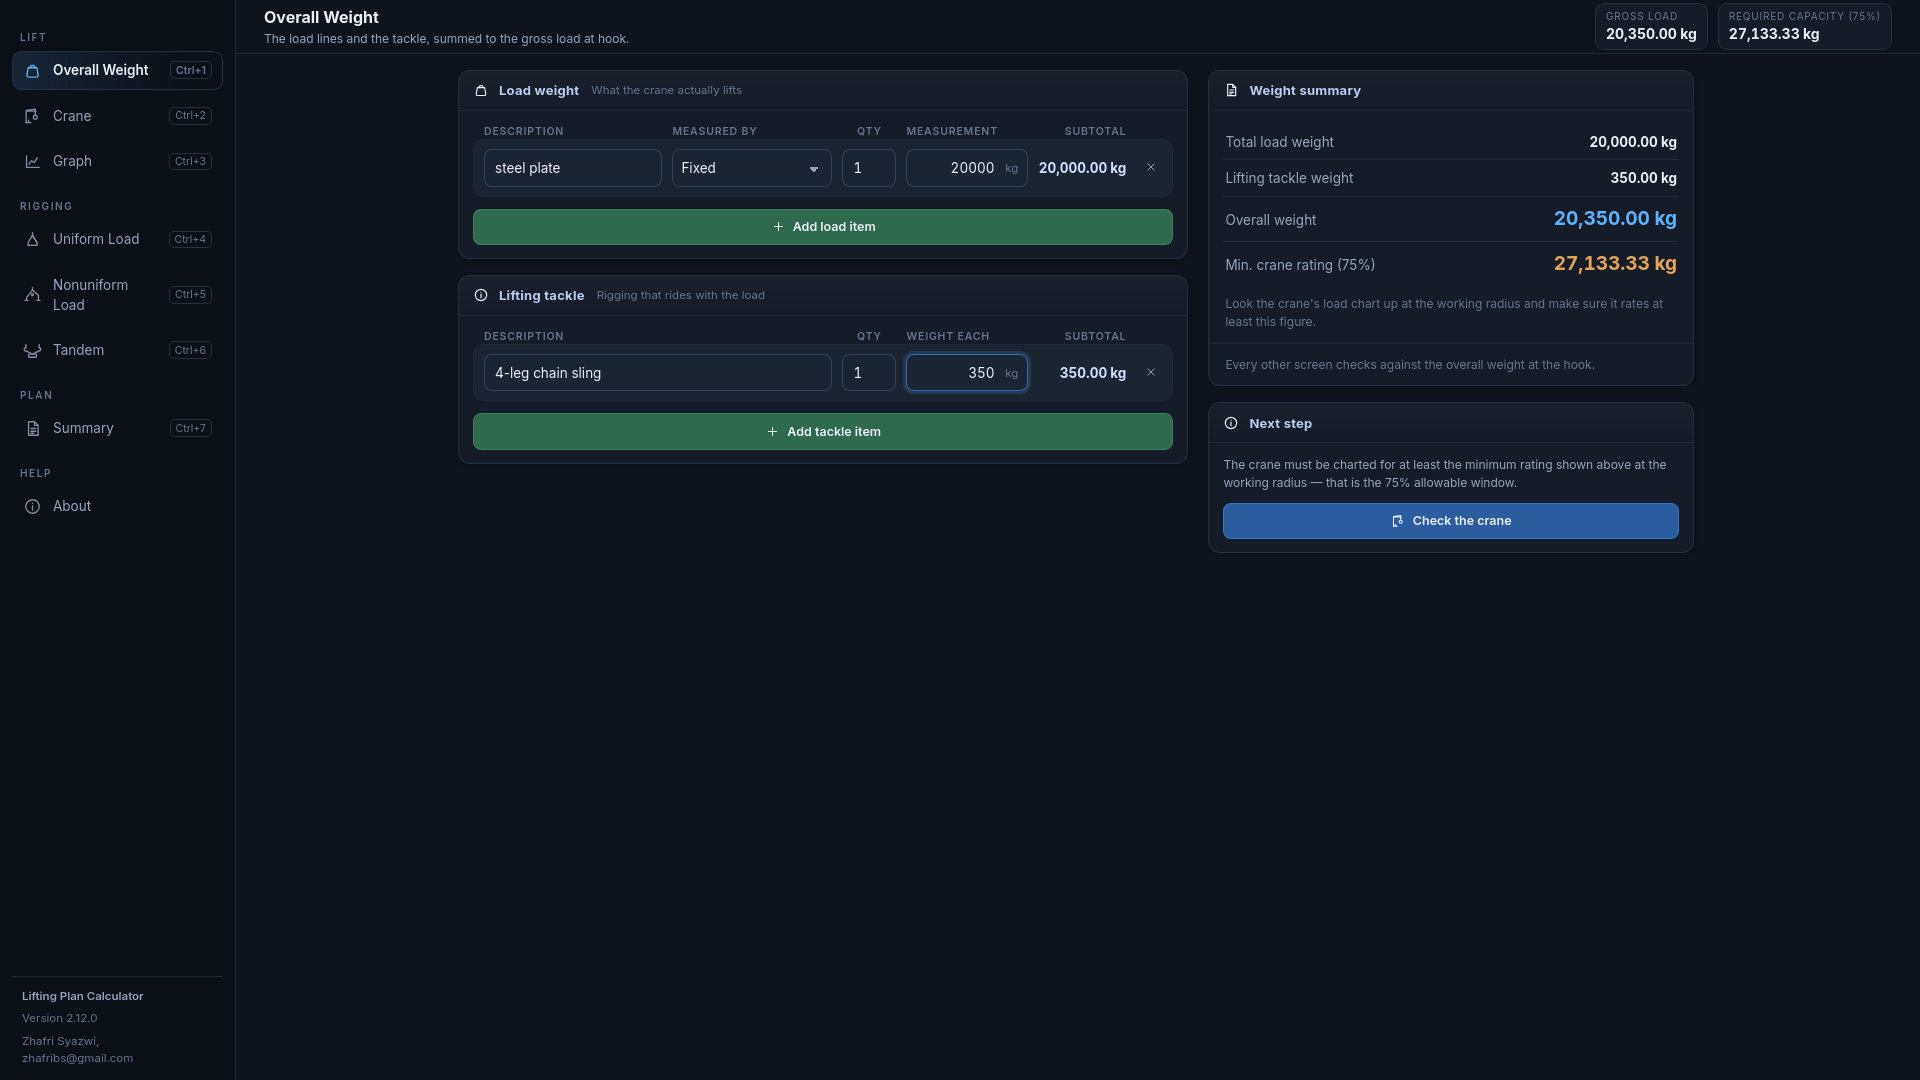 LIFT
Overall Weight Ctrl+1
Crane Ctrl+2
Graph Ctrl+3
RIGGING
Uniform Load Ctrl+4
Nonuniform
Load Ctrl+5
Tandem Ctrl+6
PLAN
Summary Ctrl+7
HELP
About
Lifting Plan Calculator
Version 2.12.0
Zhafri Syazwi,
zhafribs@gmail.com
Overall Weight
The load lines and the tackle, summed to the gross load at hook.
GROSS LOAD
20,350.00 kg
REQUIRED CAPACITY (75%)
27,133.33 kg
Load weight What the crane actually lifts
DESCRIPTION MEASURED BY QTY MEASUREMENT SUBTOTAL
steel plate Fixed 1 20000 kg 20,000.00 kg
Add load item
Lifting tackle Rigging that rides with the load
DESCRIPTION QTY WEIGHT EACH SUBTOTAL
4-leg chain sling 1 350 kg 350.00 kg
Add tackle item
Weight summary
Total load weight 20,000.00 kg
Lifting tackle weight 350.00 kg
Overall weight 20,350.00 kg
Min. crane rating (75%) 27,133.33 kg
Look the crane's load chart up at the working radius and make sure it rates at
least this figure.
Every other screen checks against the overall weight at the hook.
Next step
The crane must be charted for at least the minimum rating shown above at the
working radius — that is the 75% allowable window.
Check the crane